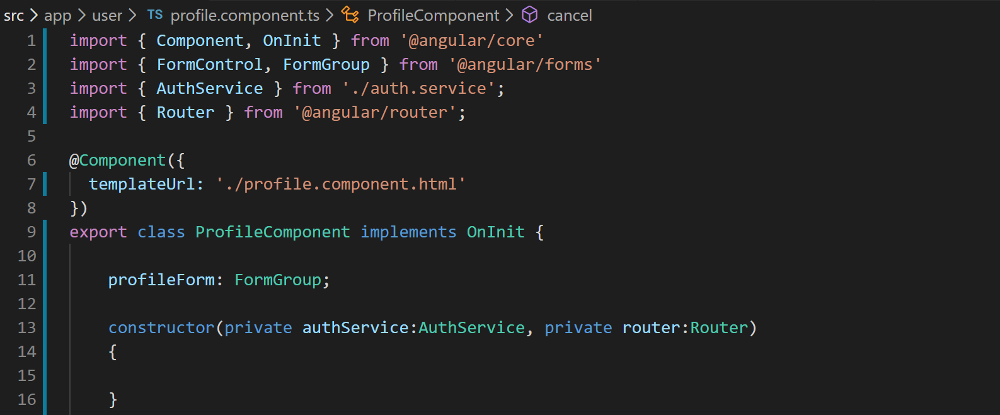 src > app > user > TS profile.component.ts > ProfileComponent > cancel
1 import { Component, OnInit } from '@angular/core'
2 import { FormControl, FormGroup } from '@angular/forms'
3 import { AuthService } from './auth.service';
4 import { Router } from '@angular/router';
5
6 @Component({
7   templateUrl: './profile.component.html'
8 })
9 export class ProfileComponent implements OnInit {
10
11     profileForm: FormGroup;
12
13     constructor(private authService:AuthService, private router:Router)
14     {
15
16     }